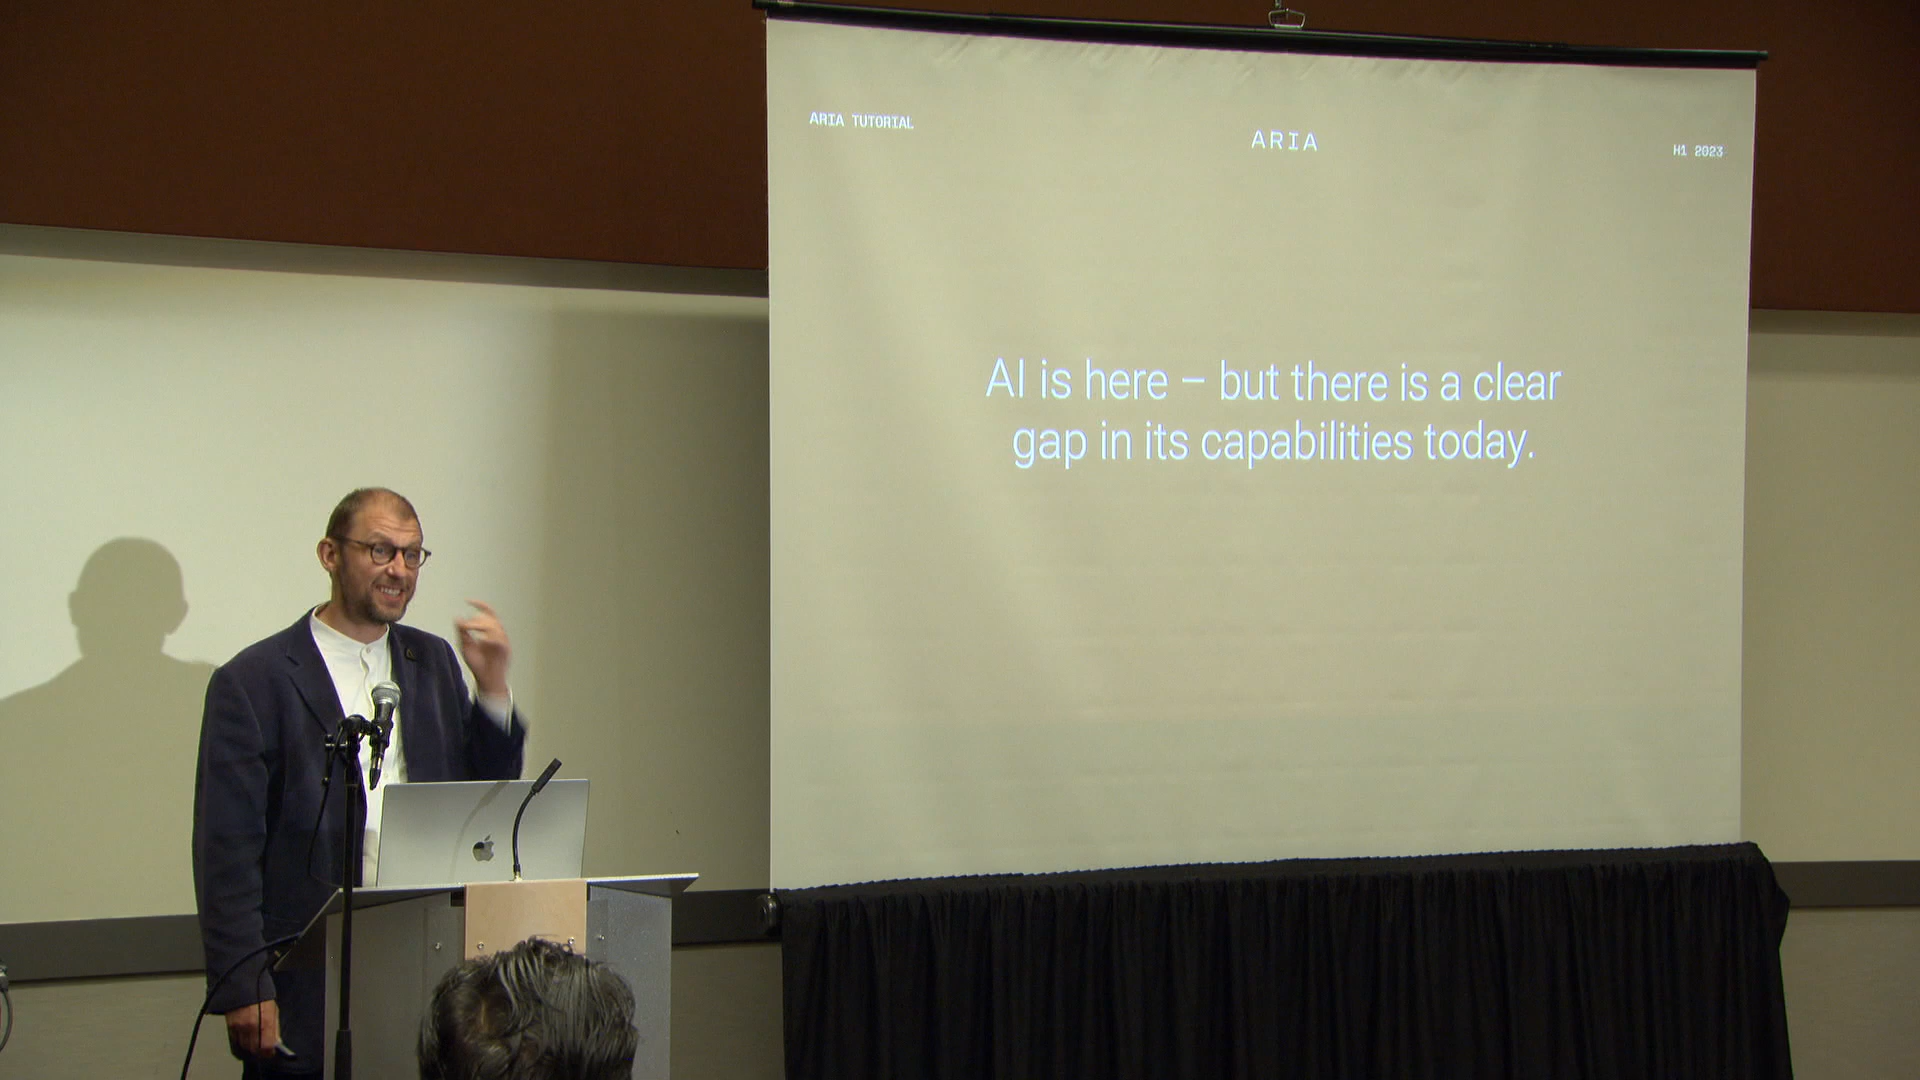 ARIA TUTORIAL
ARIA
H1 2023
AI is here – but there is a clear
gap in its capabilities today.